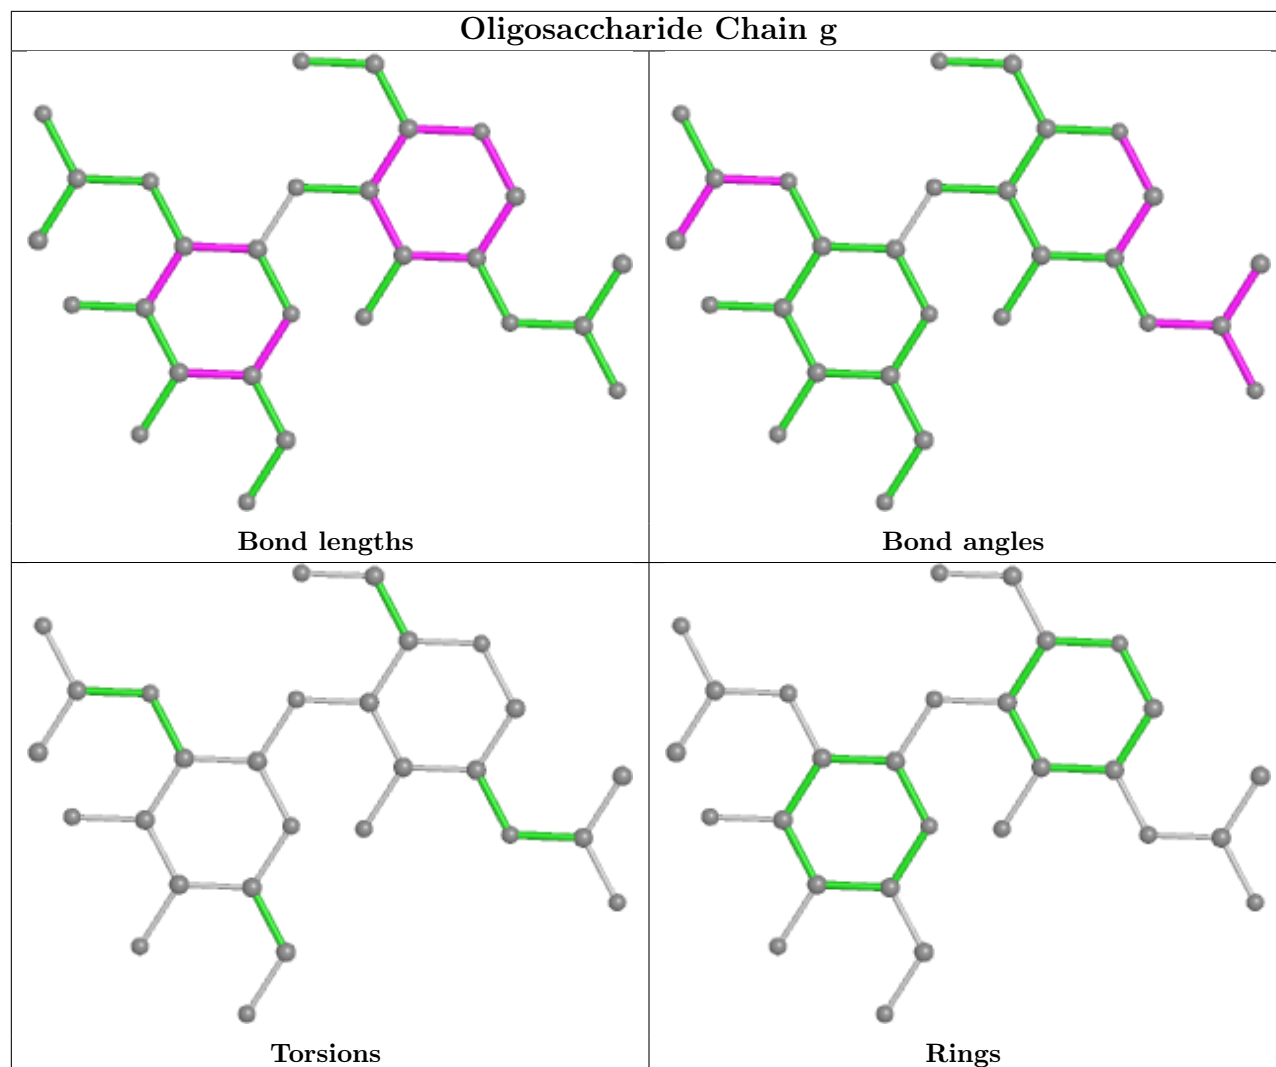 Oligosaccharide Chain g
Bond lengths
Bond angles
Torsions
Rings